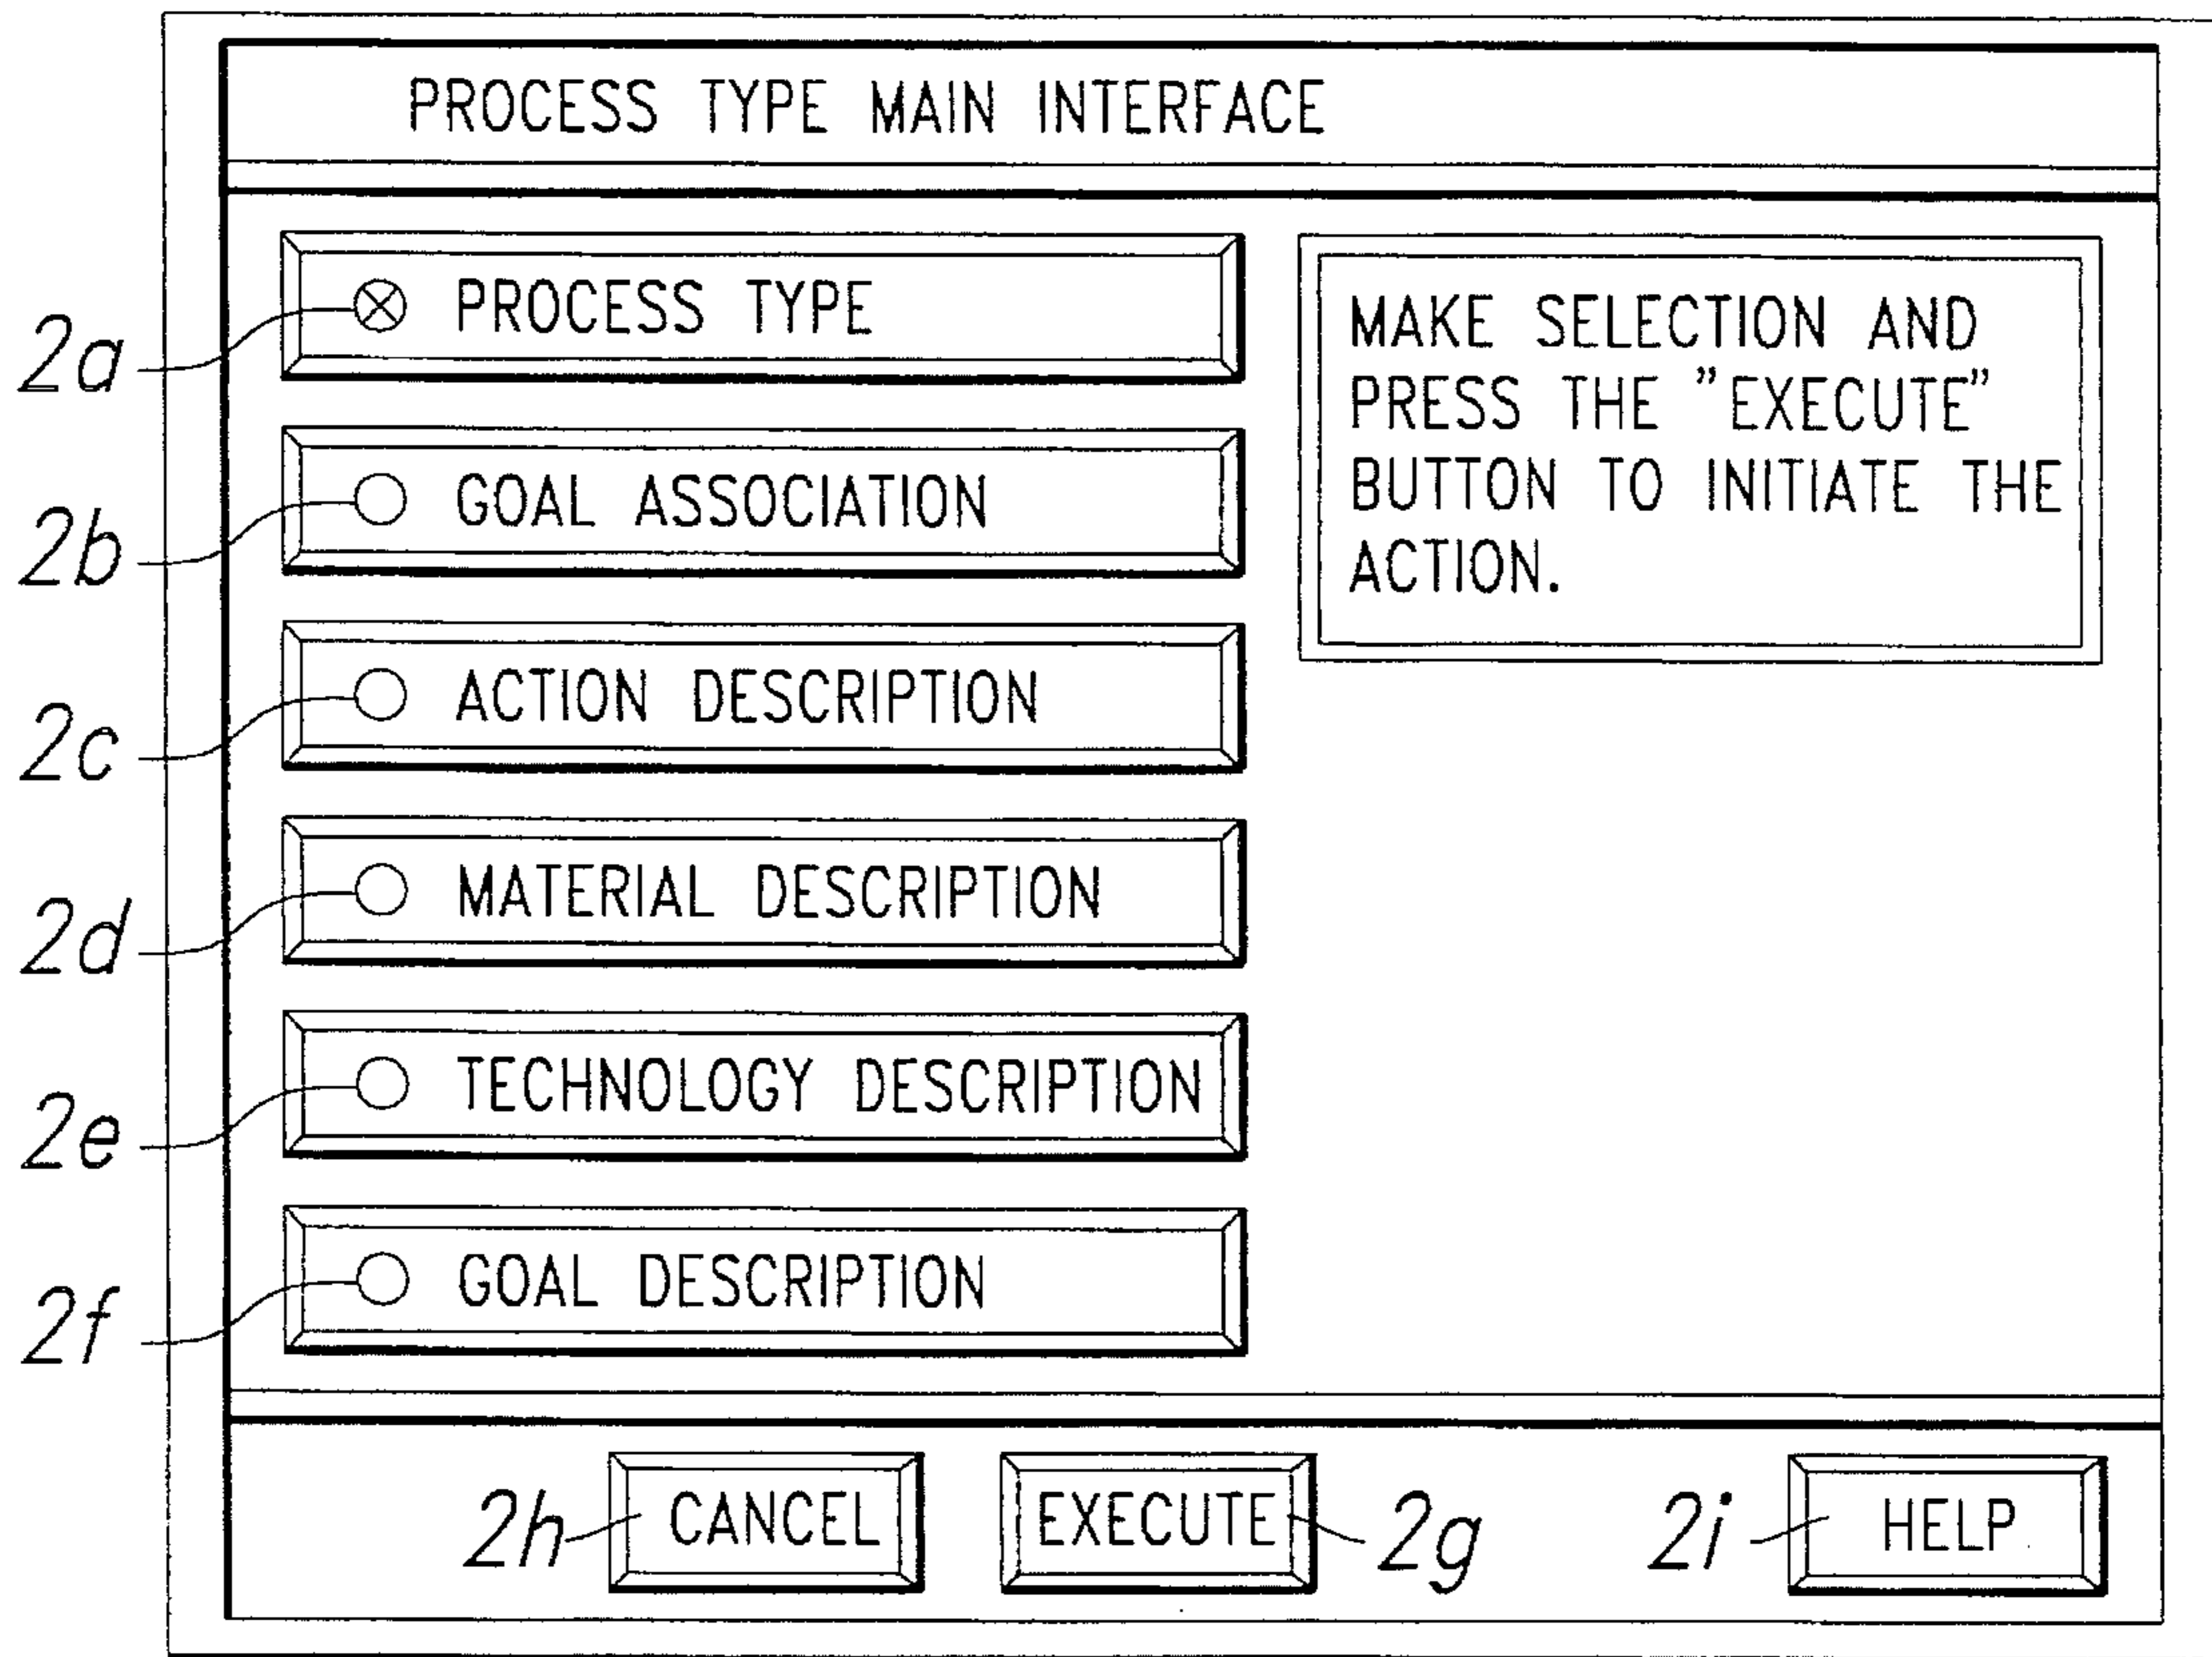 PROCESS TYPE MAIN INTERFACE
2a
PROCESS TYPE
2b
GOAL ASSOCIATION
2c
ACTION DESCRIPTION
2d
MATERIAL DESCRIPTION
2e
TECHNOLOGY DESCRIPTION
2f
GOAL DESCRIPTION
MAKE SELECTION AND
PRESS THE ”EXECUTE”
BUTTON TO INITIATE THE
ACTION.
2h CANCEL EXECUTE 2g 2i HELP